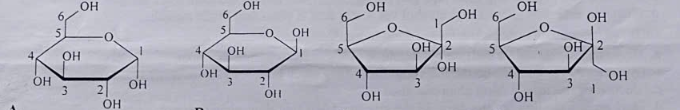 OH OH OH OH
6 6 6 1 OH 6 OH
O O O O
5 5 5 2 5 2
4 OH 1 4 OH 1 4 OH OH 4 OH
OH 3 2 OH OH 3 2 3 3 OH
OH OH OH OH 1